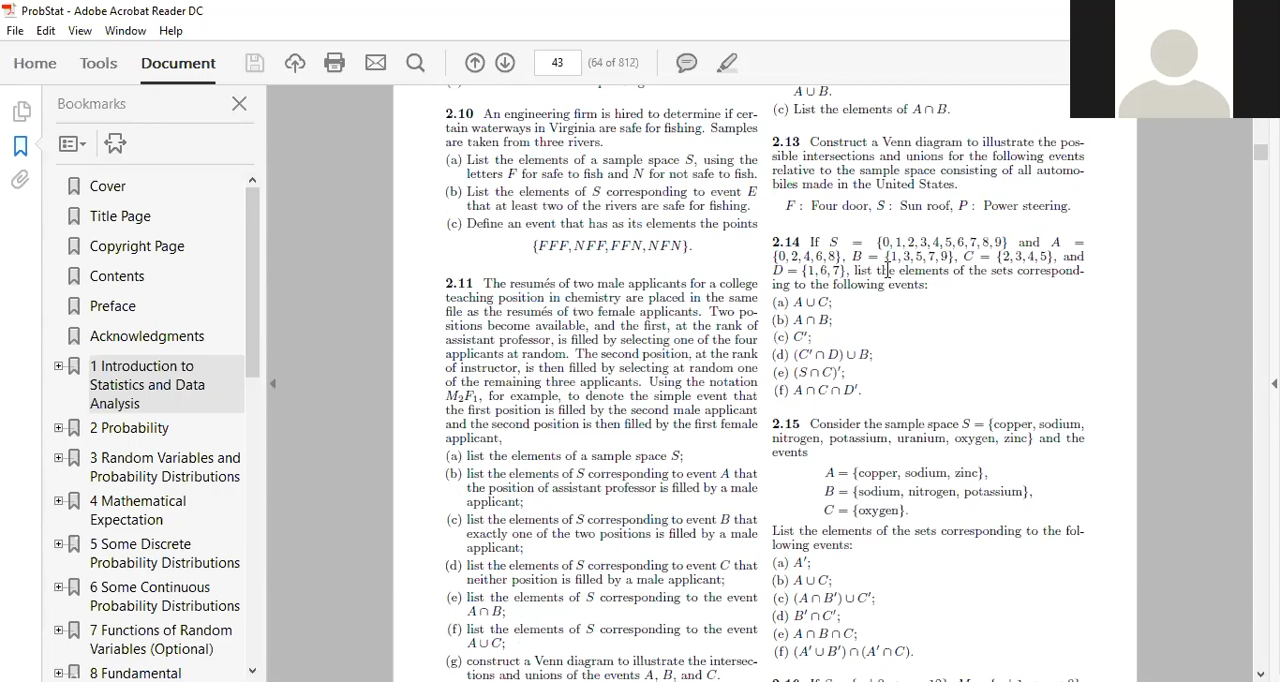 ProbStat - Adobe Acrobat Reader DC
File Edit View Window Help
Home Tools Document 43 (64 of 812)
Bookmarks
Cover
Title Page
Copyright Page
Contents
Preface
Acknowledgments
1 Introduction to
Statistics and Data
Analysis
2 Probability
3 Random Variables and
Probability Distributions
4 Mathematical
Expectation
5 Some Discrete
Probability Distributions
6 Some Continuous
Probability Distributions
7 Functions of Random
Variables (Optional)
8 Fundamental
2.10 An engineering firm is hired to determine if cer-
tain waterways in Virginia are safe for fishing. Samples
are taken from three rivers.
(a) List the elements of a sample space S, using the
letters F for safe to fish and N for not safe to fish.
(b) List the elements of S corresponding to event E
that at least two of the rivers are safe for fishing.
(c) Define an event that has as its elements the points
{FFF, NFF, FFN, NFN}.
2.11 The resumés of two male applicants for a college
teaching position in chemistry are placed in the same
file as the resumés of two female applicants. Two po-
sitions become available, and the first, at the rank of
assistant professor, is filled by selecting one of the four
applicants at random. The second position, at the rank
of instructor, is then filled by selecting at random one
of the remaining three applicants. Using the notation
M₂F₁, for example, to denote the simple event that
the first position is filled by the second male applicant
and the second position is then filled by the first female
applicant,
(a) list the elements of a sample space S;
(b) list the elements of S corresponding to event A that
the position of assistant professor is filled by a male
applicant;
(c) list the elements of S corresponding to event B that
exactly one of the two positions is filled by a male
applicant;
(d) list the elements of S corresponding to event C that
neither position is filled by a male applicant;
(e) list the elements of S corresponding to the event
A ∩ B;
(f) list the elements of S corresponding to the event
A ∪ C;
(g) construct a Venn diagram to illustrate the intersec-
tions and unions of the events A, B, and C.
A ∪ B.
(c) List the elements of A ∩ B.
2.13 Construct a Venn diagram to illustrate the pos-
sible intersections and unions for the following events
relative to the sample space consisting of all automo-
biles made in the United States.
F : Four door, S : Sun roof, P : Power steering.
2.14 If S = {0, 1, 2, 3, 4, 5, 6, 7, 8, 9} and A =
{0, 2, 4, 6, 8}, B = {1, 3, 5, 7, 9}, C = {2, 3, 4, 5}, and
D = {1, 6, 7}, list the elements of the sets correspond-
ing to the following events:
(a) A ∪ C;
(b) A ∩ B;
(c) C′;
(d) (C′ ∩ D) ∪ B;
(e) (S ∩ C)′;
(f) A ∩ C ∩ D′.
2.15 Consider the sample space S = {copper, sodium,
nitrogen, potassium, uranium, oxygen, zinc} and the
events
A = {copper, sodium, zinc},
B = {sodium, nitrogen, potassium},
C = {oxygen}.
List the elements of the sets corresponding to the fol-
lowing events:
(a) A′;
(b) A ∪ C;
(c) (A ∩ B′) ∪ C′;
(d) B′ ∩ C′;
(e) A ∩ B ∩ C;
(f) (A′ ∪ B′) ∩ (A′ ∩ C).